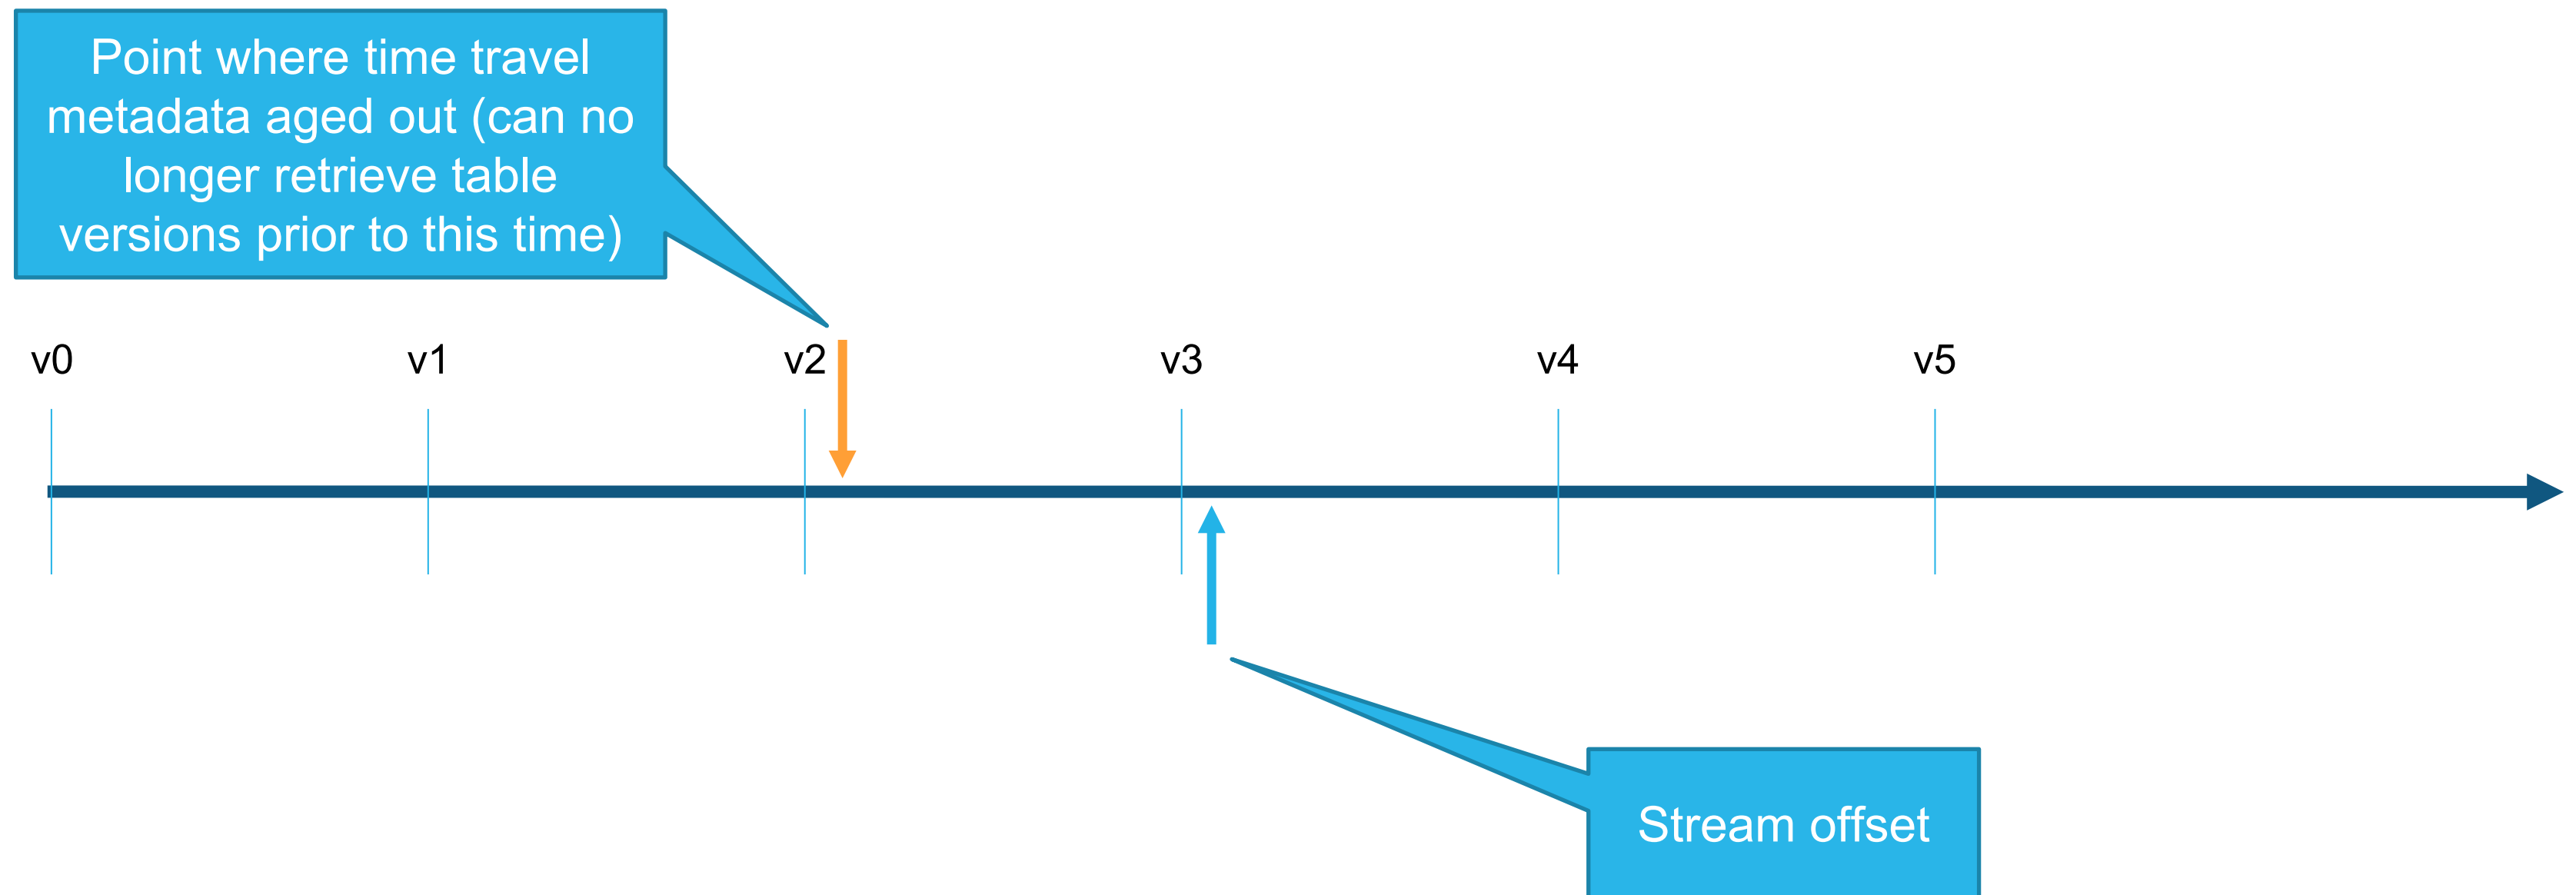 Point where time travel
metadata aged out (can no
longer retrieve table
versions prior to this time)
v0 v1 v2 v3 v4 v5
Stream offset